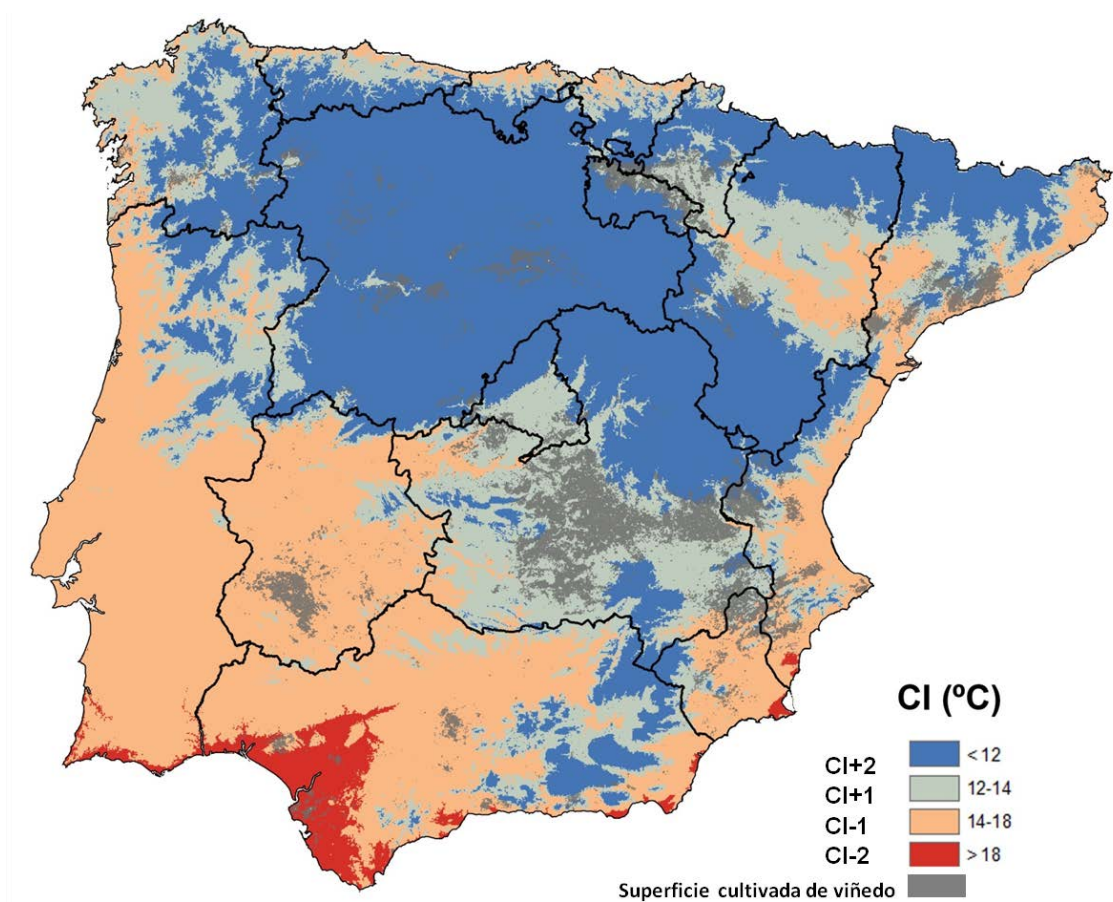 CI (ºC)
CI+2 <12
CI+1 12-14
CI-1 14-18
CI-2 >18
Superficie cultivada de viñedo